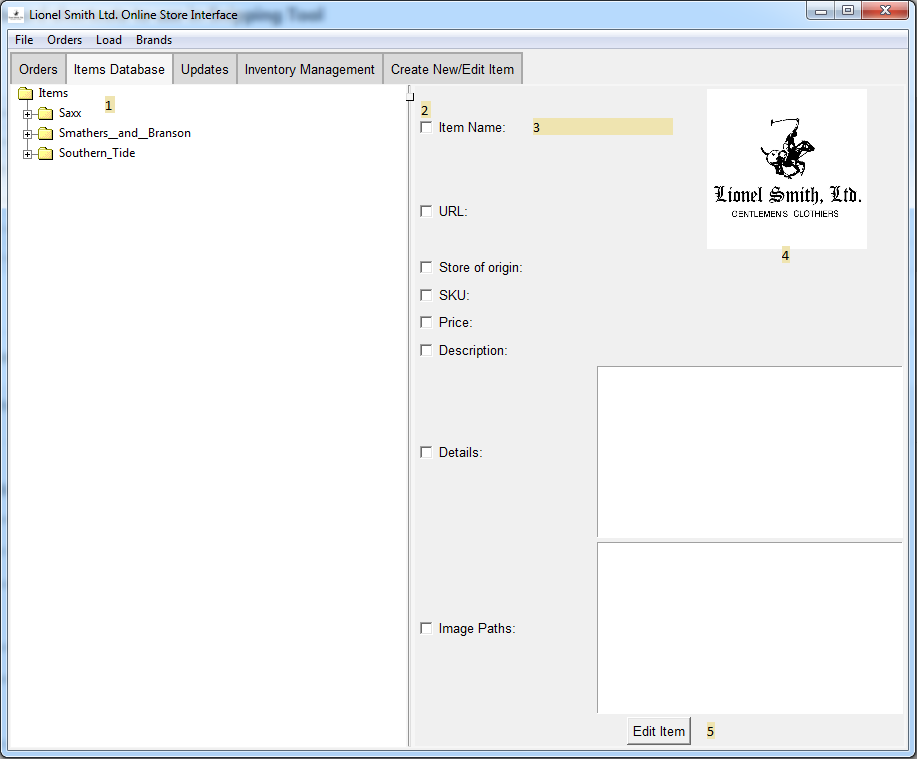 Lionel Smith Ltd. Online Store Interface
File Orders Load Brands
Orders Items Database Updates Inventory Management Create New/Edit Item
Items
1
Saxx
Smathers__and__Branson
Southern_Tide
2
Item Name: 3
URL:
Store of origin:
SKU:
Price:
Description:
Details:
Image Paths:
Edit Item 5
Lionel Smith, Ltd.
GENTLEMEN'S CLOTHIERS
4